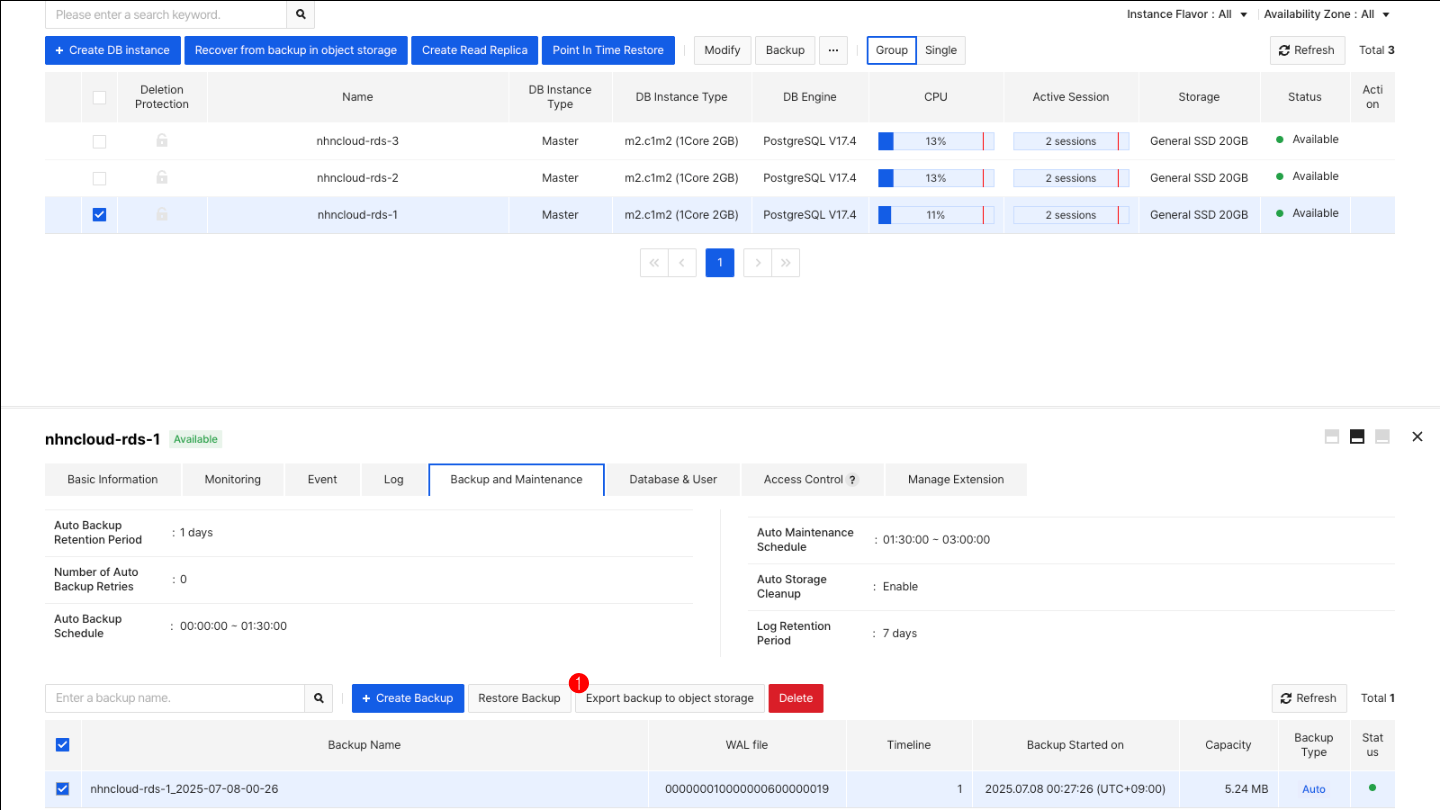 Please enter a search keyword.
Instance Flavor : All
Availability Zone : All
+ Create DB instance
Recover from backup in object storage
Create Read Replica
Point In Time Restore
Modify
Backup
···
Group
Single
Refresh
Total 3
Deletion
Protection
Name
DB Instance
Type
DB Instance Type
DB Engine
CPU
Active Session
Storage
Status
Acti
on
nhncloud-rds-3
Master
m2.c1m2 (1Core 2GB)
PostgreSQL V17.4
13%
2 sessions
General SSD 20GB
Available
nhncloud-rds-2
Master
m2.c1m2 (1Core 2GB)
PostgreSQL V17.4
13%
2 sessions
General SSD 20GB
Available
nhncloud-rds-1
Master
m2.c1m2 (1Core 2GB)
PostgreSQL V17.4
11%
2 sessions
General SSD 20GB
Available
1
nhncloud-rds-1
Available
Basic Information
Monitoring
Event
Log
Backup and Maintenance
Database & User
Access Control ?
Manage Extension
Auto Backup
Retention Period
: 1 days
Number of Auto
Backup Retries
: 0
Auto Backup
Schedule
: 00:00:00 ~ 01:30:00
Auto Maintenance
Schedule
: 01:30:00 ~ 03:00:00
Auto Storage
Cleanup
: Enable
Log Retention
Period
: 7 days
Enter a backup name.
+ Create Backup
Restore Backup
1
Export backup to object storage
Delete
Refresh
Total 1
Backup Name
WAL file
Timeline
Backup Started on
Capacity
Backup
Type
Stat
us
nhncloud-rds-1_2025-07-08-00-26
000000010000000600000019
1
2025.07.08 00:27:26 (UTC+09:00)
5.24 MB
Auto